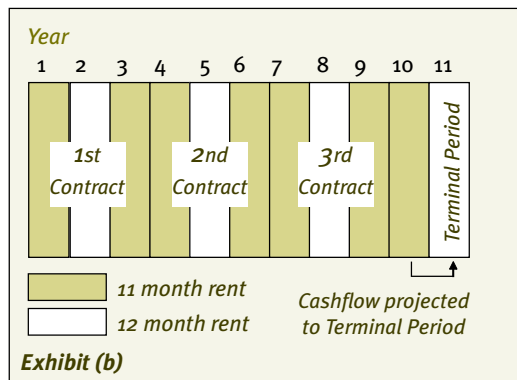 Year
1 2 3 4 5 6 7 8 9 10 11
1st
Contract
2nd
Contract
3rd
Contract
Terminal Period
11 month rent
12 month rent
Cashflow projected
to Terminal Period
Exhibit (b)